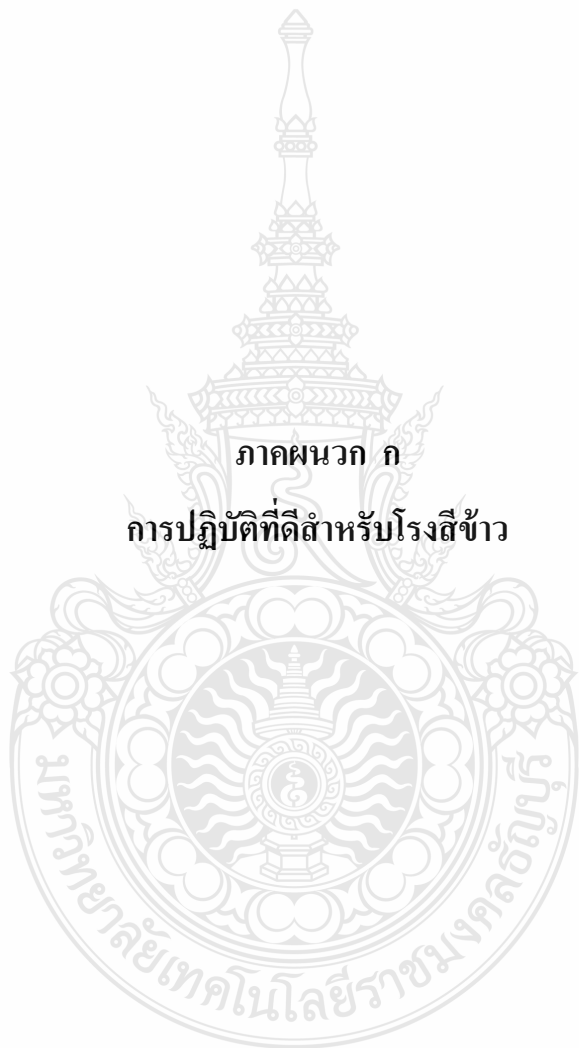 ภาคผนวก ก
การปฏิบัติที่ดีสำหรับโรงสีข้าว
มหาวิทยาลัยเทคโนโลยีราชมงคลธัญบุรี